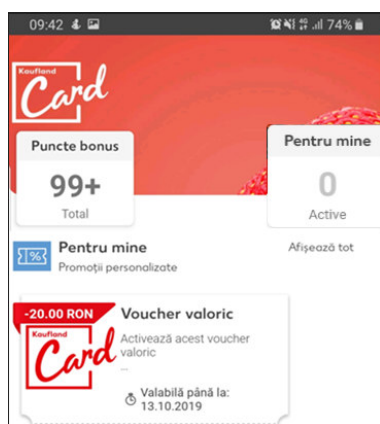 09:42
74%
Kaufland
Card
Puncte bonus
99+
Total
Pentru mine
0
Active
%
Pentru mine
Promoții personalizate
Afișează tot
-20.00 RON
Kaufland
Card
Voucher valoric
Activează acest voucher
valoric
...
Valabilă până la:
13.10.2019